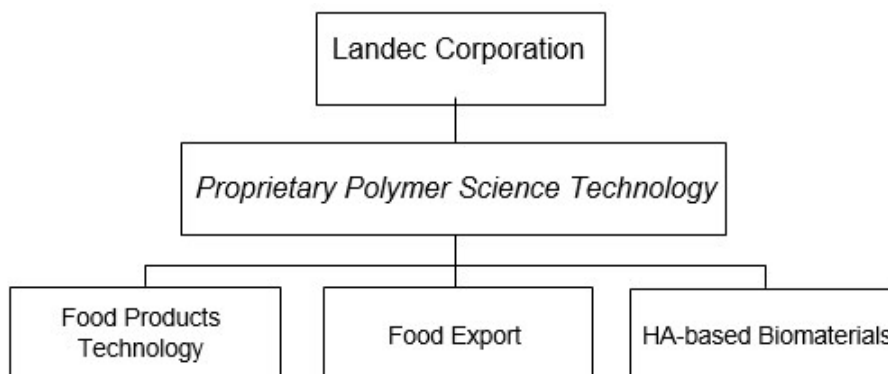 Landec Corporation
Proprietary Polymer Science Technology
Food Products
Technology
Food Export
HA-based Biomaterials